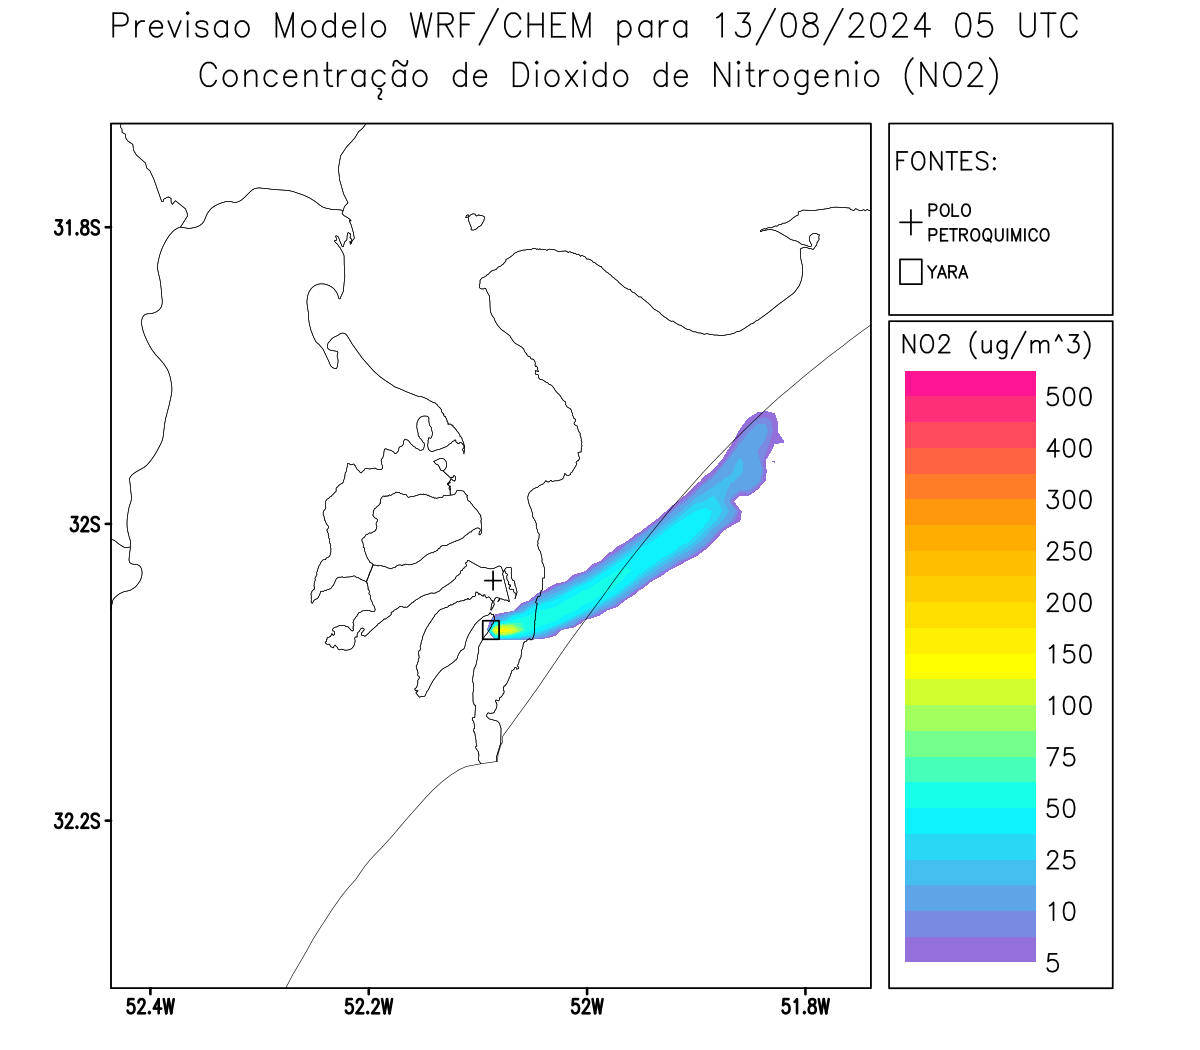 Previsao Modelo WRF/CHEM para 13/08/2024 05 UTC
Concentração de Dioxido de Nitrogenio (NO2)
FONTES:
POLO
PETROQUIMICO
YARA
NO2 (ug/m^3)
500
400
300
250
200
150
100
75
50
25
10
5
31.8S
32S
32.2S
52.4W
52.2W
52W
51.8W